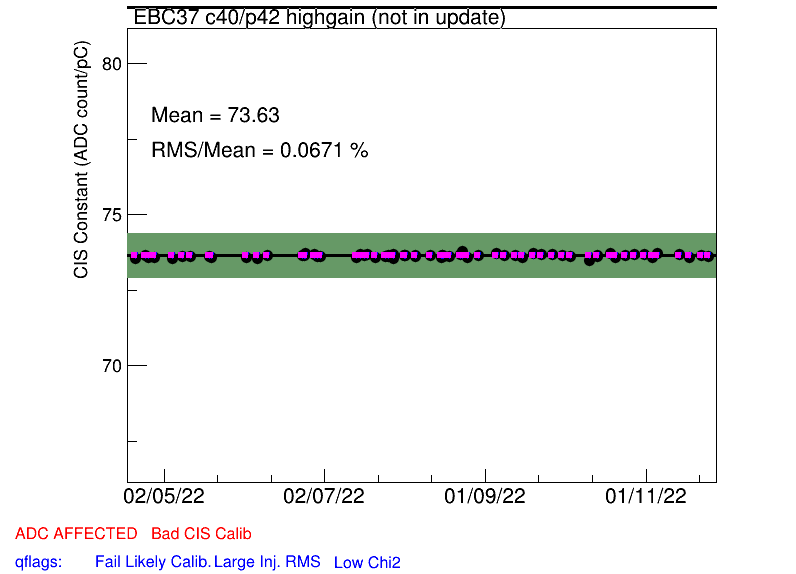 EBC37 c40/p42 highgain (not in update)
CIS Constant (ADC count/pC)
80
Mean = 73.63
RMS/Mean = 0.0671 %
75
70
02/05/22 02/07/22 01/09/22 01/11/22
ADC AFFECTED Bad CIS Calib
qflags: Fail Likely Calib. Large Inj. RMS Low Chi2